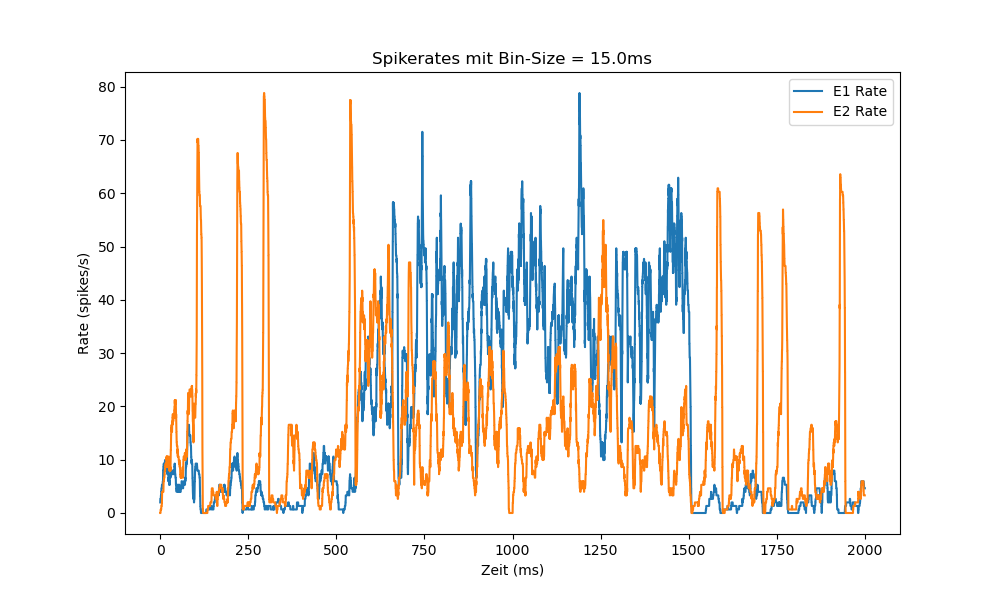 Spikerates mit Bin-Size = 15.0ms
E1 Rate
E2 Rate
80
70
60
50
40
30
20
10
0
Rate (spikes/s)
0 250 500 750 1000 1250 1500 1750 2000
Zeit (ms)